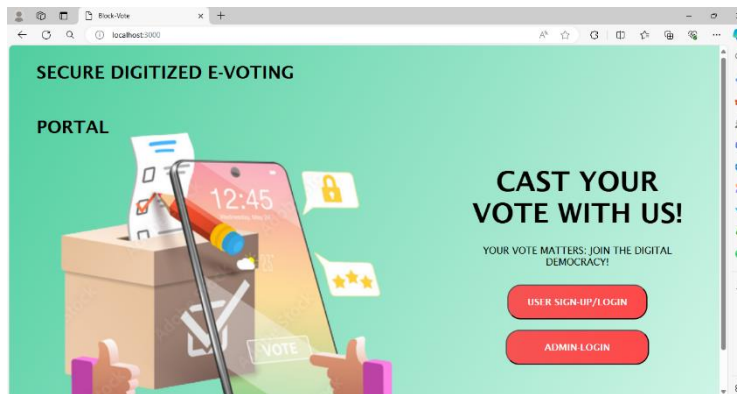 Block-Vote
localhost:3000
SECURE DIGITIZED E-VOTING
PORTAL
12:45
CAST YOUR
VOTE WITH US!
YOUR VOTE MATTERS: JOIN THE DIGITAL
DEMOCRACY!
USER SIGN-UP/LOGIN
VOTE
ADMIN-LOGIN